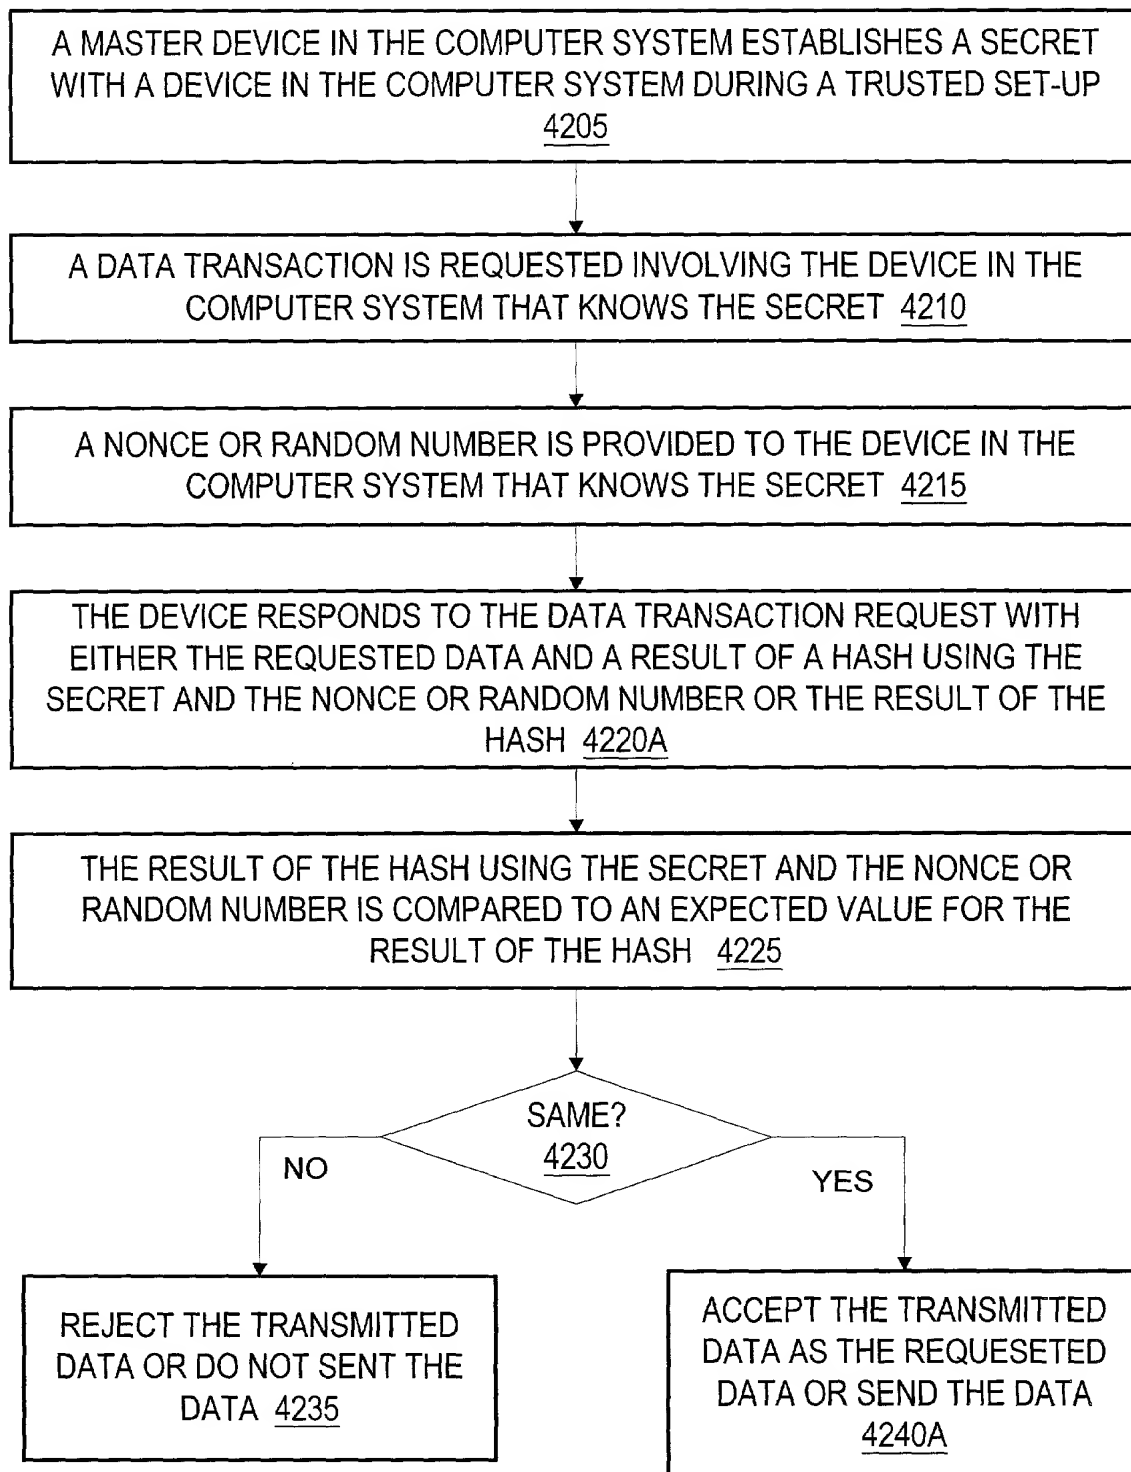 A MASTER DEVICE IN THE COMPUTER SYSTEM ESTABLISHES A SECRET
WITH A DEVICE IN THE COMPUTER SYSTEM DURING A TRUSTED SET-UP
4205
A DATA TRANSACTION IS REQUESTED INVOLVING THE DEVICE IN THE
COMPUTER SYSTEM THAT KNOWS THE SECRET 4210
A NONCE OR RANDOM NUMBER IS PROVIDED TO THE DEVICE IN THE
COMPUTER SYSTEM THAT KNOWS THE SECRET 4215
THE DEVICE RESPONDS TO THE DATA TRANSACTION REQUEST WITH
EITHER THE REQUESTED DATA AND A RESULT OF A HASH USING THE
SECRET AND THE NONCE OR RANDOM NUMBER OR THE RESULT OF THE
HASH 4220A
THE RESULT OF THE HASH USING THE SECRET AND THE NONCE OR
RANDOM NUMBER IS COMPARED TO AN EXPECTED VALUE FOR THE
RESULT OF THE HASH 4225
SAME?
4230
NO
YES
REJECT THE TRANSMITTED
DATA OR DO NOT SENT THE
DATA 4235
ACCEPT THE TRANSMITTED
DATA AS THE REQUESETED
DATA OR SEND THE DATA
4240A